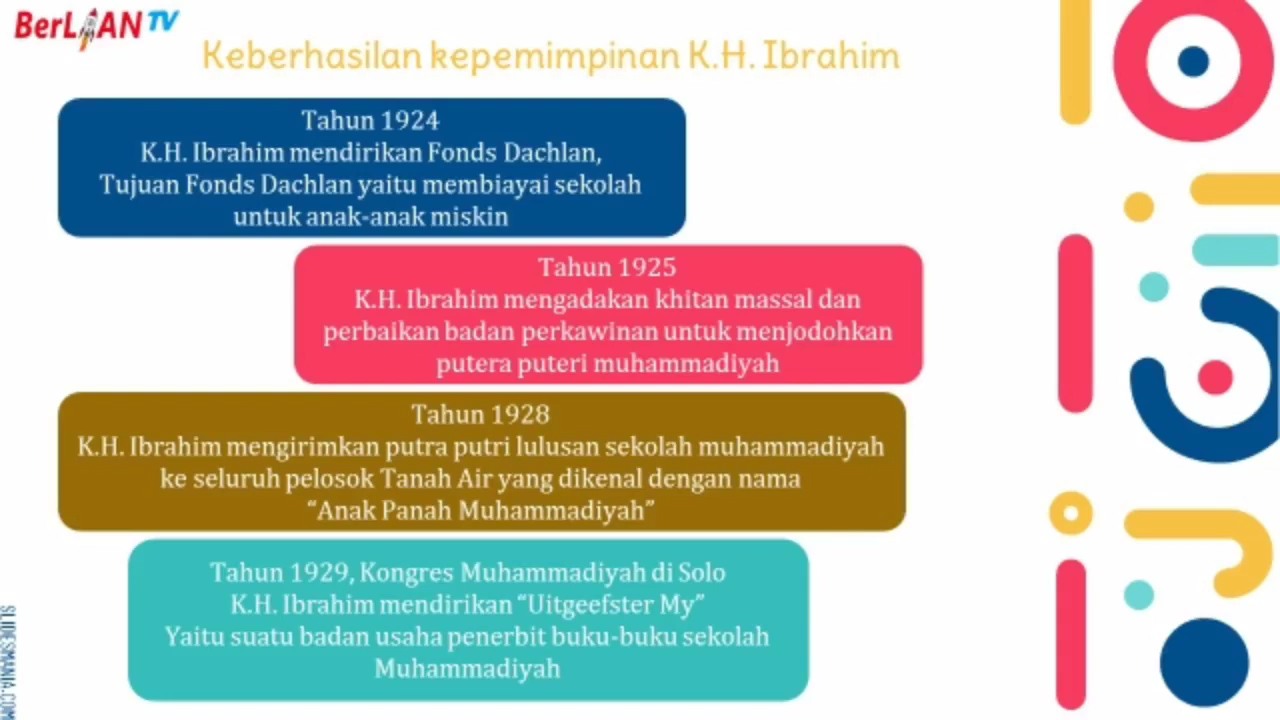 BerLIAN TV
Keberhasilan kepemimpinan K.H. Ibrahim
Tahun 1924
K.H. Ibrahim mendirikan Fonds Dachlan,
Tujuan Fonds Dachlan yaitu membiayai sekolah
untuk anak-anak miskin
Tahun 1925
K.H. Ibrahim mengadakan khitan massal dan
perbaikan badan perkawinan untuk menjodohkan
putera puteri muhammadiyah
Tahun 1928
K.H. Ibrahim mengirimkan putra putri lulusan sekolah muhammadiyah
ke seluruh pelosok Tanah Air yang dikenal dengan nama
“Anak Panah Muhammadiyah”
Tahun 1929, Kongres Muhammadiyah di Solo
K.H. Ibrahim mendirikan “Uitgeefster My”
Yaitu suatu badan usaha penerbit buku-buku sekolah
Muhammadiyah
SLIDESMANIA.COM